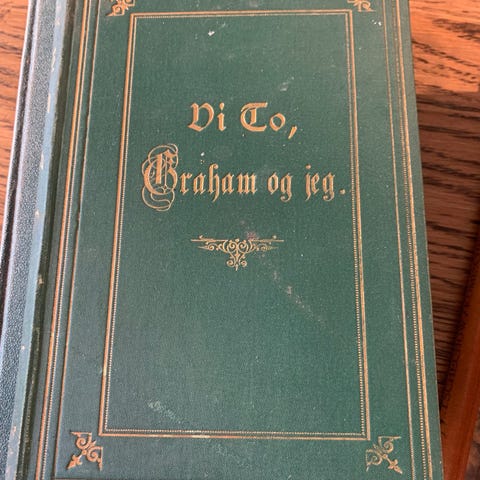 Vi To,
Graham og jeg.